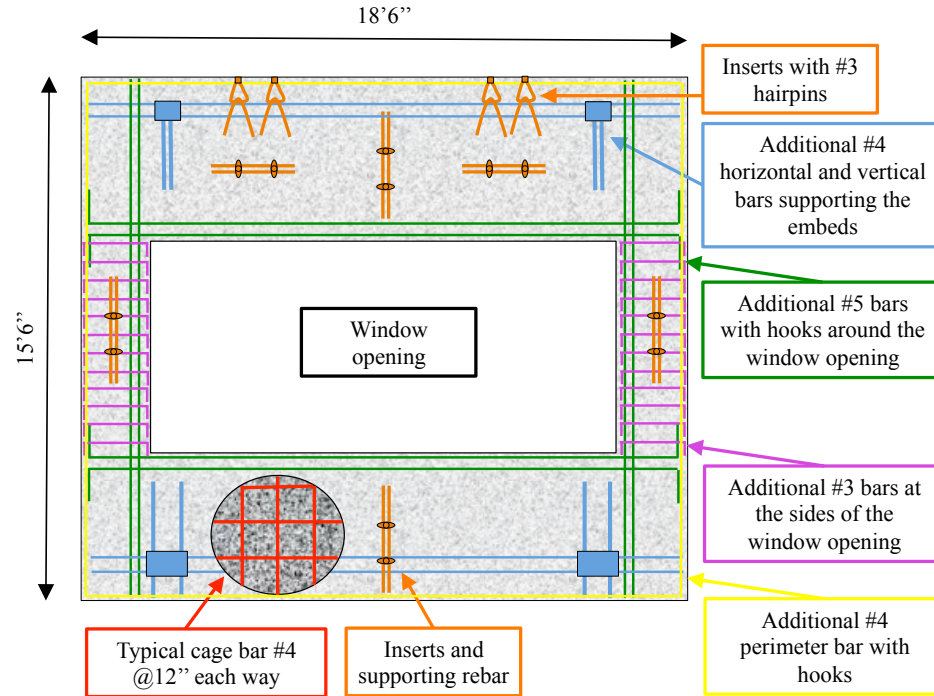 18'6''
15'6''
Inserts with #3
hairpins
Additional #4
horizontal and vertical
bars supporting the
embeds
Additional #5 bars
with hooks around the
window opening
Window
opening
Additional #3 bars at
the sides of the
window opening
Typical cage bar #4
@12'' each way
Inserts and
supporting rebar
Additional #4
perimeter bar with
hooks